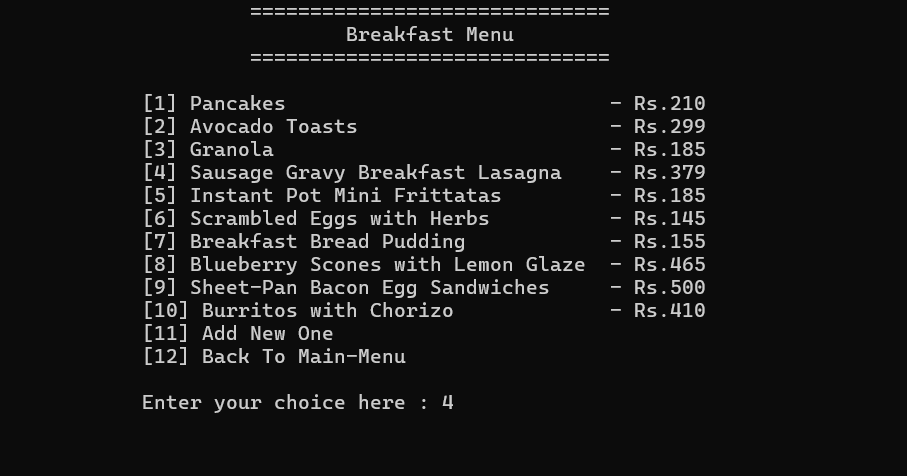 ==============================
Breakfast Menu
==============================
[1] Pancakes - Rs.210
[2] Avocado Toasts - Rs.299
[3] Granola - Rs.185
[4] Sausage Gravy Breakfast Lasagna - Rs.379
[5] Instant Pot Mini Frittatas - Rs.185
[6] Scrambled Eggs with Herbs - Rs.145
[7] Breakfast Bread Pudding - Rs.155
[8] Blueberry Scones with Lemon Glaze - Rs.465
[9] Sheet-Pan Bacon Egg Sandwiches - Rs.500
[10] Burritos with Chorizo - Rs.410
[11] Add New One
[12] Back To Main-Menu
Enter your choice here : 4